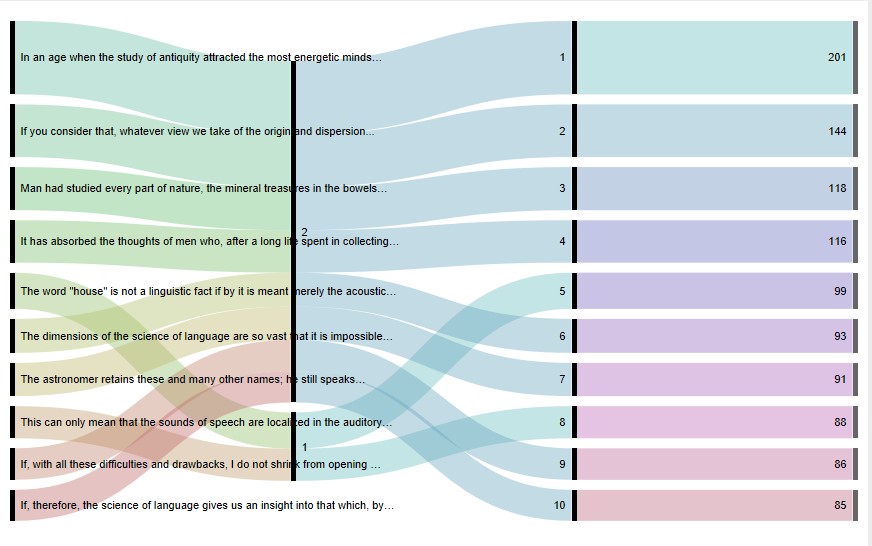 In an age when the study of antiquity attracted the most energetic minds... 1 201
If you consider that, whatever view we take of the origin and dispersion... 2 144
Man had studied every part of nature, the mineral treasures in the bowels... 3 118
2
It has absorbed the thoughts of men who, after a long life spent in collecting... 4 116
The word "house" is not a linguistic fact if by it is meant merely the acoustic... 5 99
The dimensions of the science of language are so vast that it is impossible... 6 93
The astronomer retains these and many other names; he still speaks... 7 91
This can only mean that the sounds of speech are localized in the auditory... 8 88
1
If, with all these difficulties and drawbacks, I do not shrink from opening ... 9 86
If, therefore, the science of language gives us an insight into that which, by... 10 85